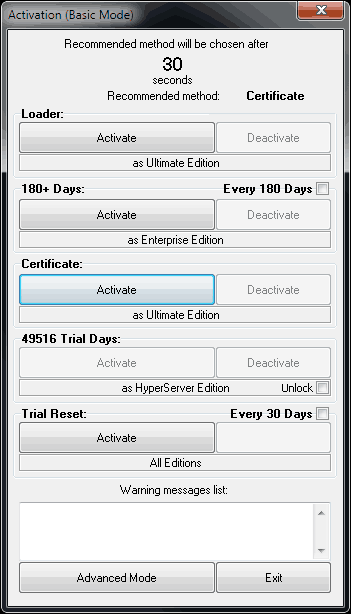 Activation (Basic Mode)
Recommended method will be chosen after
30
seconds
Recommended method: Certificate
Loader:
Activate Deactivate
as Ultimate Edition
180+ Days: Every 180 Days
Activate Deactivate
as Enterprise Edition
Certificate:
Activate Deactivate
as Ultimate Edition
49516 Trial Days:
Activate Deactivate
as HyperServer Edition Unlock
Trial Reset: Every 30 Days
Activate
All Editions
Warning messages list:
Advanced Mode Exit